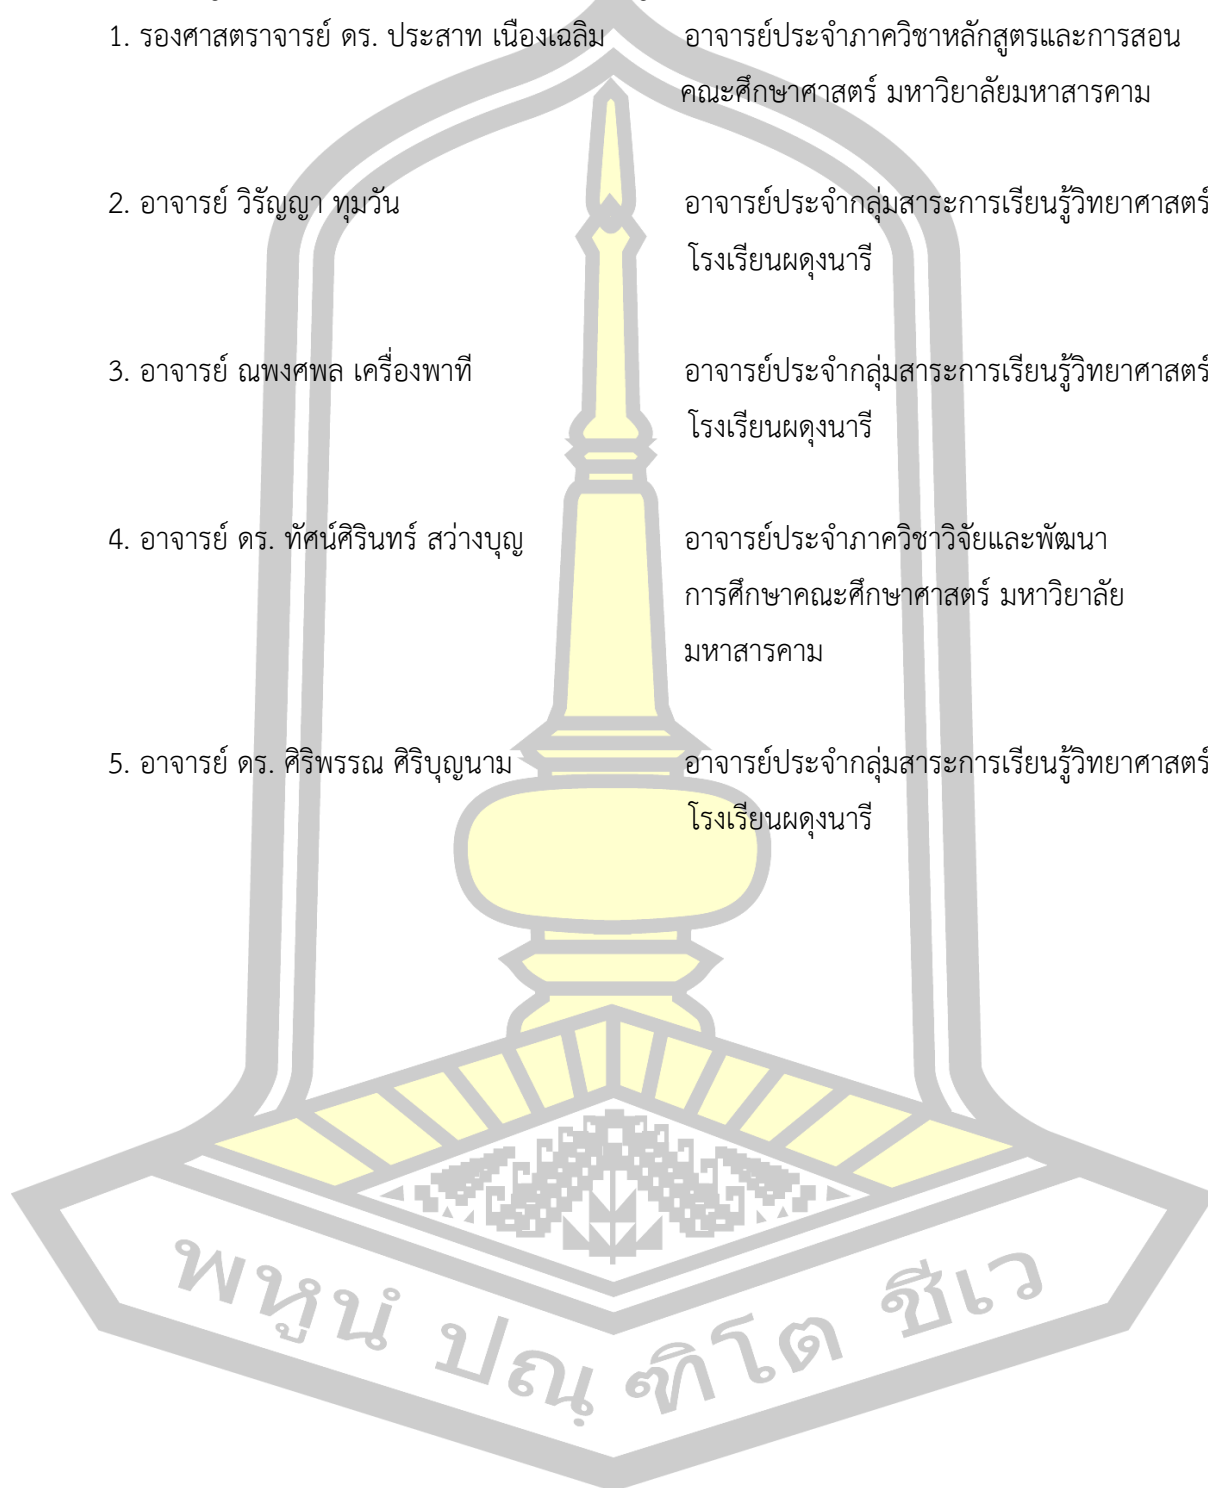 1. รองศาสตราจารย์ ดร. ประสาท เนืองเฉลิม อาจารย์ประจำภาควิชาหลักสูตรและการสอน
คณะศึกษาศาสตร์ มหาวิยาลัยมหาสารคาม
2. อาจารย์ วิรัญญา ทุมวัน อาจารย์ประจำกลุ่มสาระการเรียนรู้วิทยาศาสตร์
โรงเรียนผดุงนารี
3. อาจารย์ ณพงศพล เครื่องพาที อาจารย์ประจำกลุ่มสาระการเรียนรู้วิทยาศาสตร์
โรงเรียนผดุงนารี
4. อาจารย์ ดร. ทัศน์ศิรินทร์ สว่างบุญ อาจารย์ประจำภาควิชาวิจัยและพัฒนา
การศึกษาคณะศึกษาศาสตร์ มหาวิยาลัย
มหาสารคาม
5. อาจารย์ ดร. ศิริพรรณ ศิริบุญนาม อาจารย์ประจำกลุ่มสาระการเรียนรู้วิทยาศาสตร์
โรงเรียนผดุงนารี
พหูนํ ปณฺ ฑิโต ชีเว